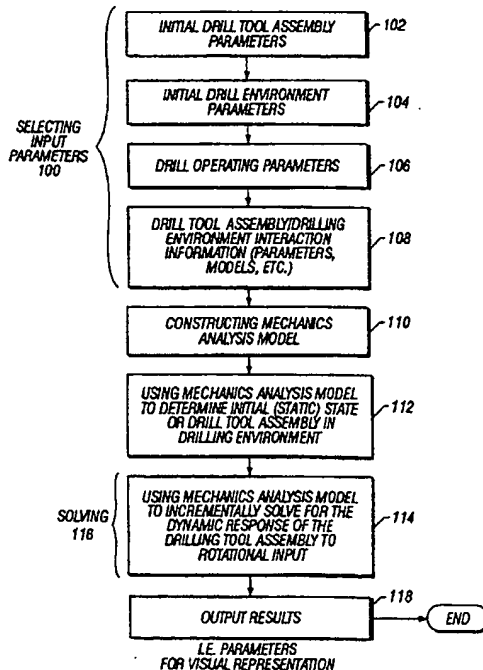 INITIAL DRILL TOOL ASSEMBLY
PARAMETERS
102
INITIAL DRILL ENVIRONMENT
PARAMETERS
104
SELECTING
INPUT
PARAMETERS
100
DRILL OPERATING PARAMETERS
106
DRILL TOOL ASSEMBLY/DRILLING
ENVIRONMENT INTERACTION
INFORMATION (PARAMETERS,
MODELS, ETC.)
108
CONSTRUCTING MECHANICS
ANALYSIS MODEL
110
USING MECHANICS ANALYSIS MODEL
TO DETERMINE INITIAL (STATIC) STATE
OR DRILL TOOL ASSEMBLY IN
DRILLING ENVIRONMENT
112
SOLVING
116
USING MECHANICS ANALYSIS MODEL
TO INCREMENTALLY SOLVE FOR THE
DYNAMIC RESPONSE OF THE
DRILLING TOOL ASSEMBLY TO
ROTATIONAL INPUT
114
OUTPUT RESULTS
118
END
I.E. PARAMETERS
FOR VISUAL REPRESENTATION